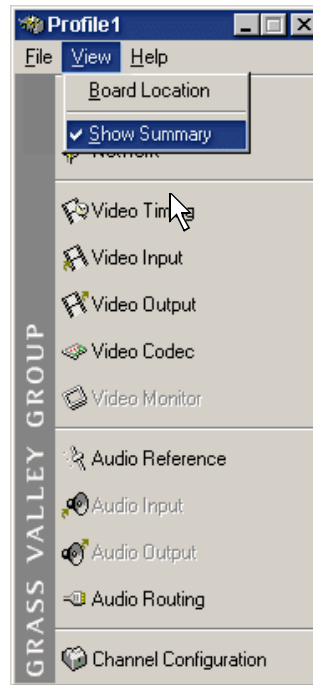 Profile1
File View Help
Board Location
Show Summary
Network
Video Timing
Video Input
Video Output
Video Codec
Video Monitor
Audio Reference
Audio Input
Audio Output
Audio Routing
Channel Configuration
GRASS VALLEY GROUP